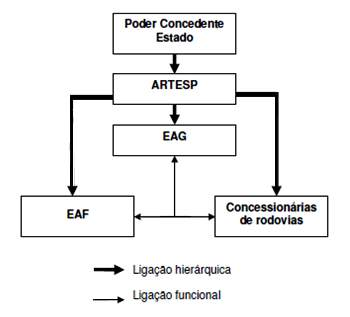 Poder Concedente
Estado
ARTESP
EAG
EAF
Concessionárias
de rodovias
Ligação hierárquica
Ligação funcional